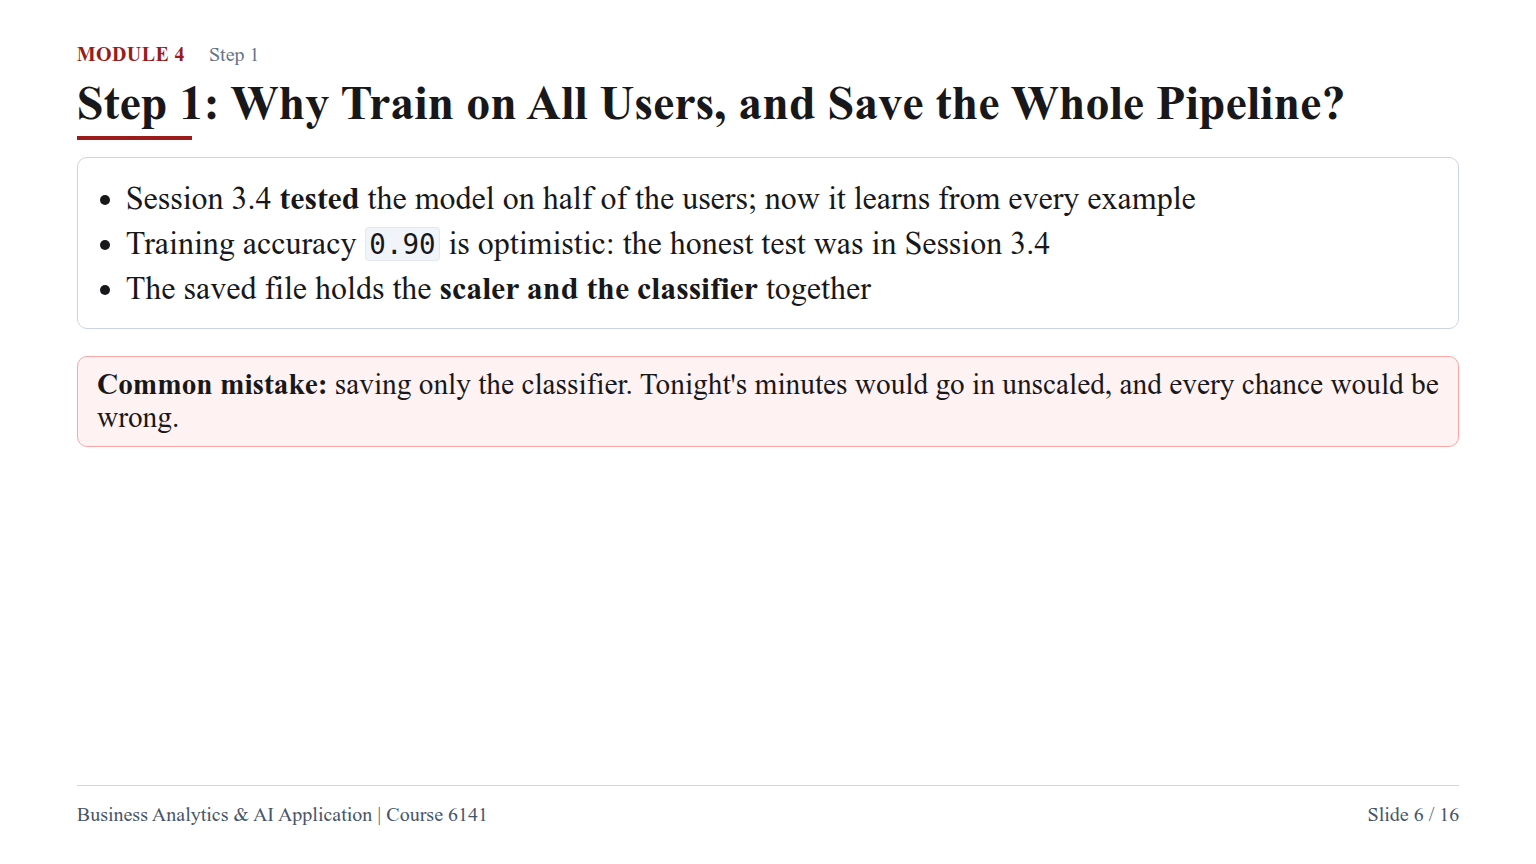 MODULE 4 Step 1
Step 1: Why Train on All Users, and Save the Whole Pipeline?
• Session 3.4 tested the model on half of the users; now it learns from every example
• Training accuracy 0.90 is optimistic: the honest test was in Session 3.4
• The saved file holds the scaler and the classifier together
Common mistake: saving only the classifier. Tonight's minutes would go in unscaled, and every chance would be
wrong.
Business Analytics & AI Application | Course 6141
Slide 6 / 16